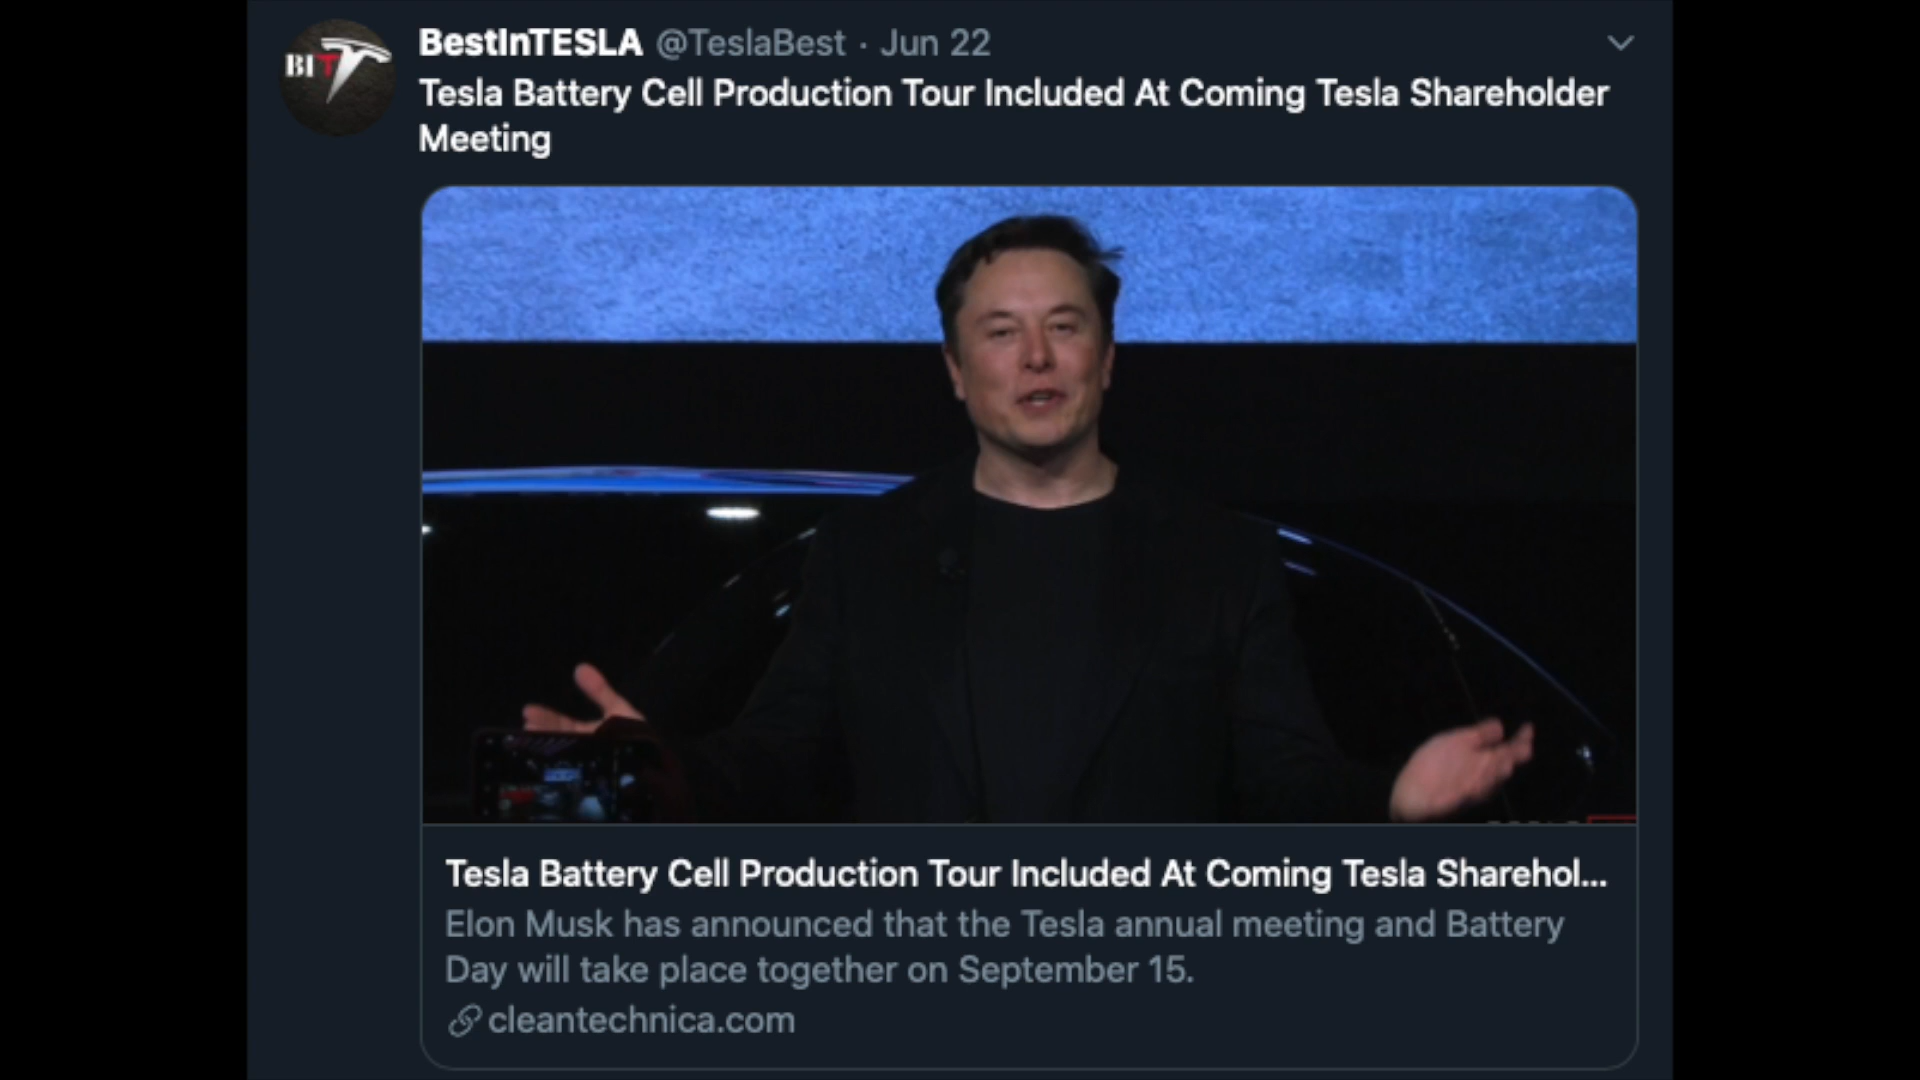 BIT
BestInTESLA @TeslaBest · Jun 22
Tesla Battery Cell Production Tour Included At Coming Tesla Shareholder
Meeting
Tesla Battery Cell Production Tour Included At Coming Tesla Sharehol...
Elon Musk has announced that the Tesla annual meeting and Battery
Day will take place together on September 15.
cleantechnica.com